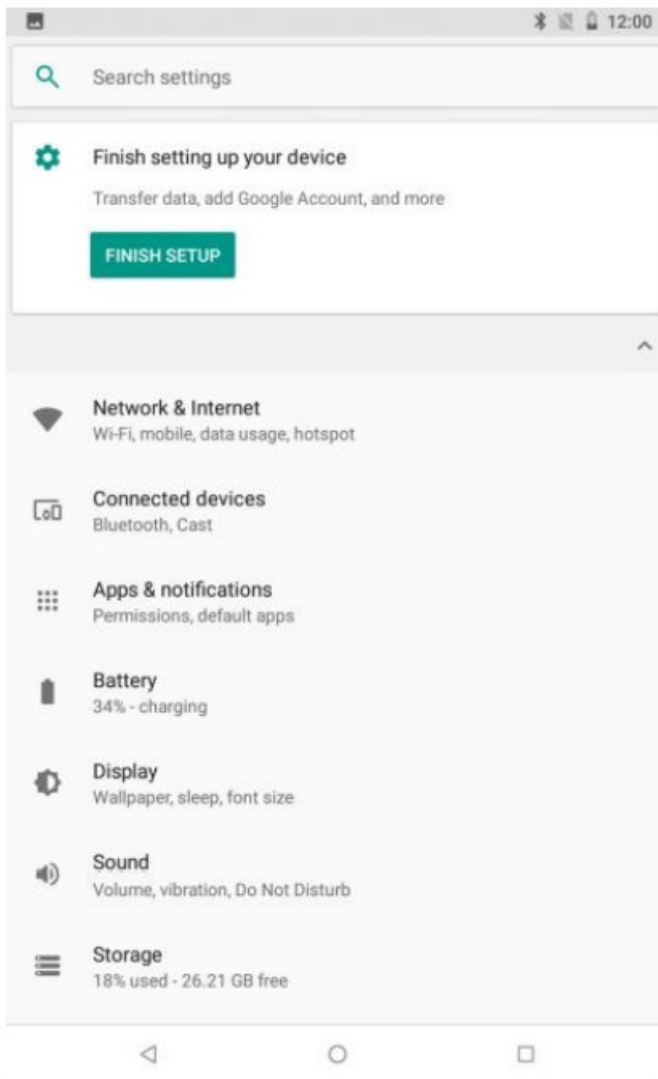 12:00
Search settings
Finish setting up your device
Transfer data, add Google Account, and more
FINISH SETUP
Network & Internet
Wi-Fi, mobile, data usage, hotspot
Connected devices
Bluetooth, Cast
Apps & notifications
Permissions, default apps
Battery
34% - charging
Display
Wallpaper, sleep, font size
Sound
Volume, vibration, Do Not Disturb
Storage
18% used - 26.21 GB free